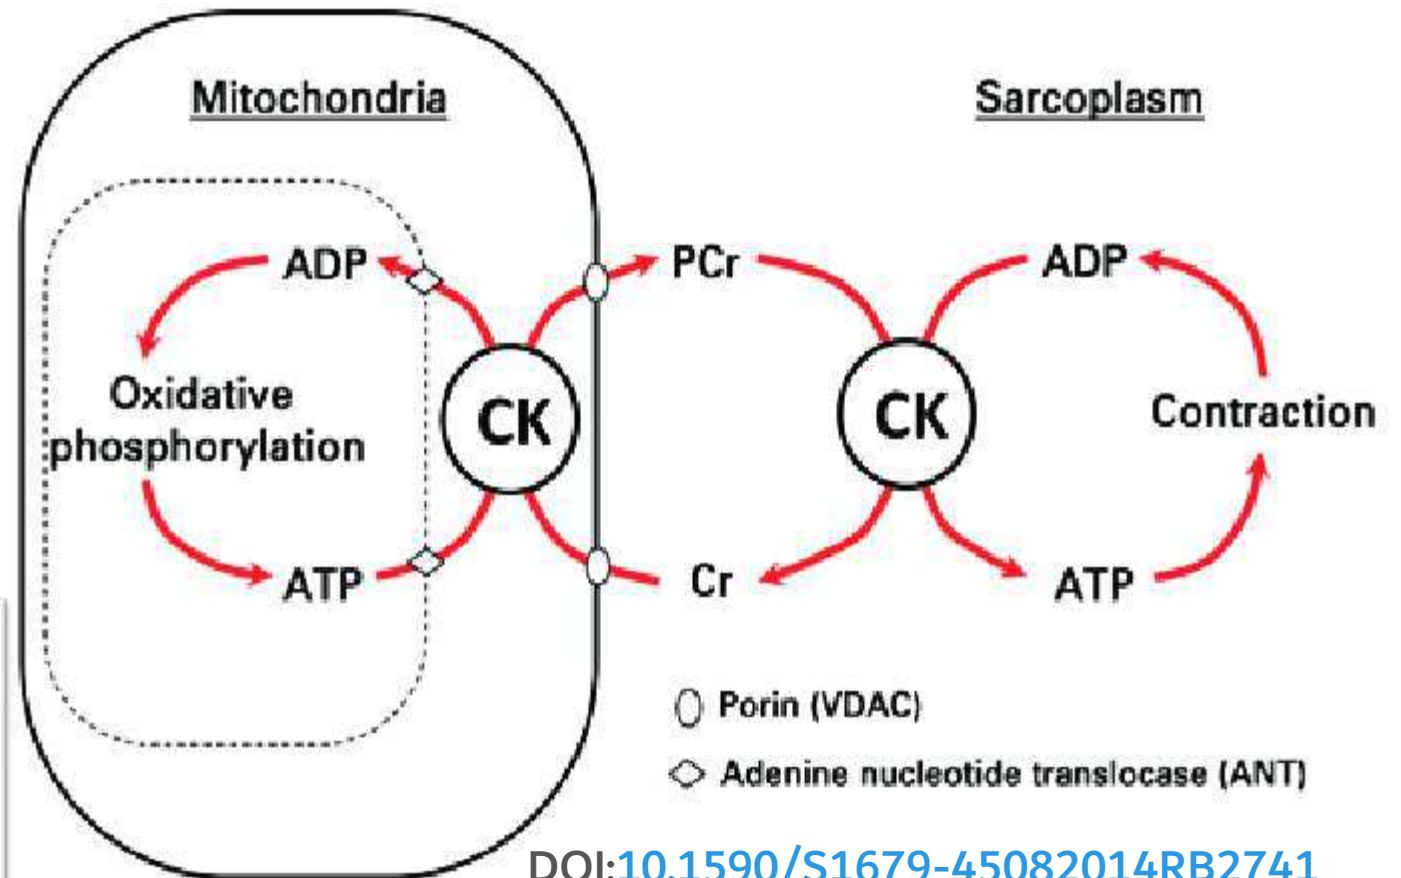 Mitochondria
Sarcoplasm
ADP
PCr
ADP
Oxidative
phosphorylation
CK
CK
Contraction
ATP
Cr
ATP
Porin (VDAC)
Adenine nucleotide translocase (ANT)
DOI:10.1590/S1679-45082014RB2741